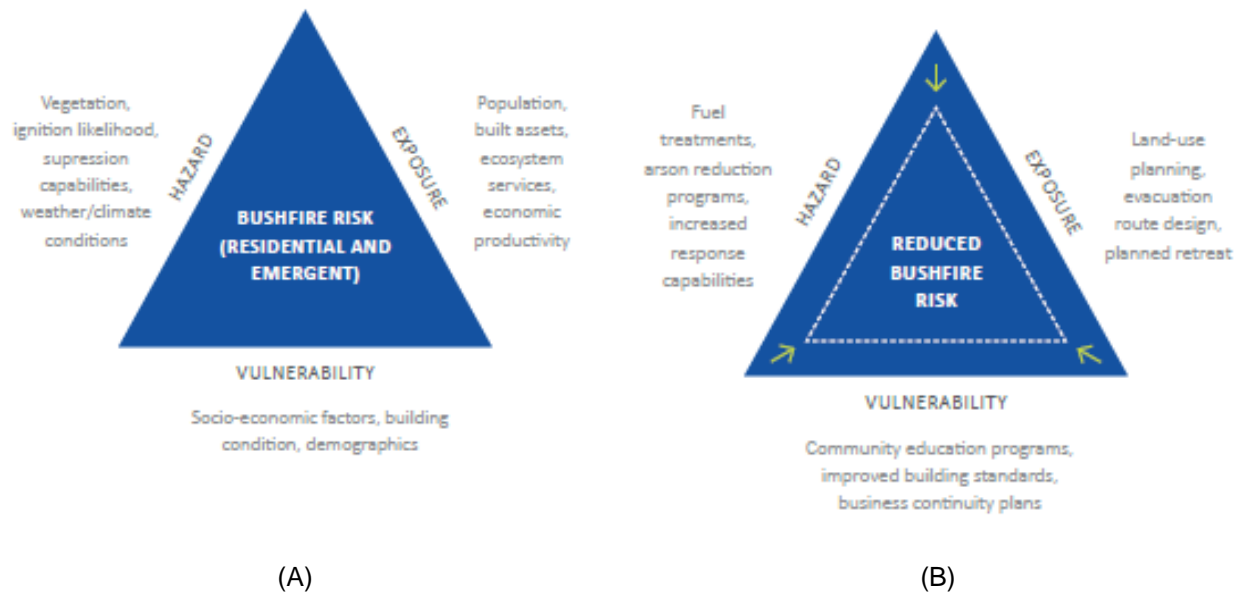 Vegetation,
ignition likelihood,
supression
capabilities,
weather/climate
conditions
HAZARD
BUSHFIRE RISK
(RESIDENTIAL AND
EMERGENT)
EXPOSURE
Population,
built assets,
ecosystem
services,
economic
productivity
VULNERABILITY
Socio-economic factors, building
condition, demographics
(A)
Fuel
treatments,
arson reduction
programs,
increased
response
capabilities
HAZARD
REDUCED
BUSHFIRE
RISK
EXPOSURE
Land-use
planning,
evacuation
route design,
planned retreat
VULNERABILITY
Community education programs,
improved building standards,
business continuity plans
(B)